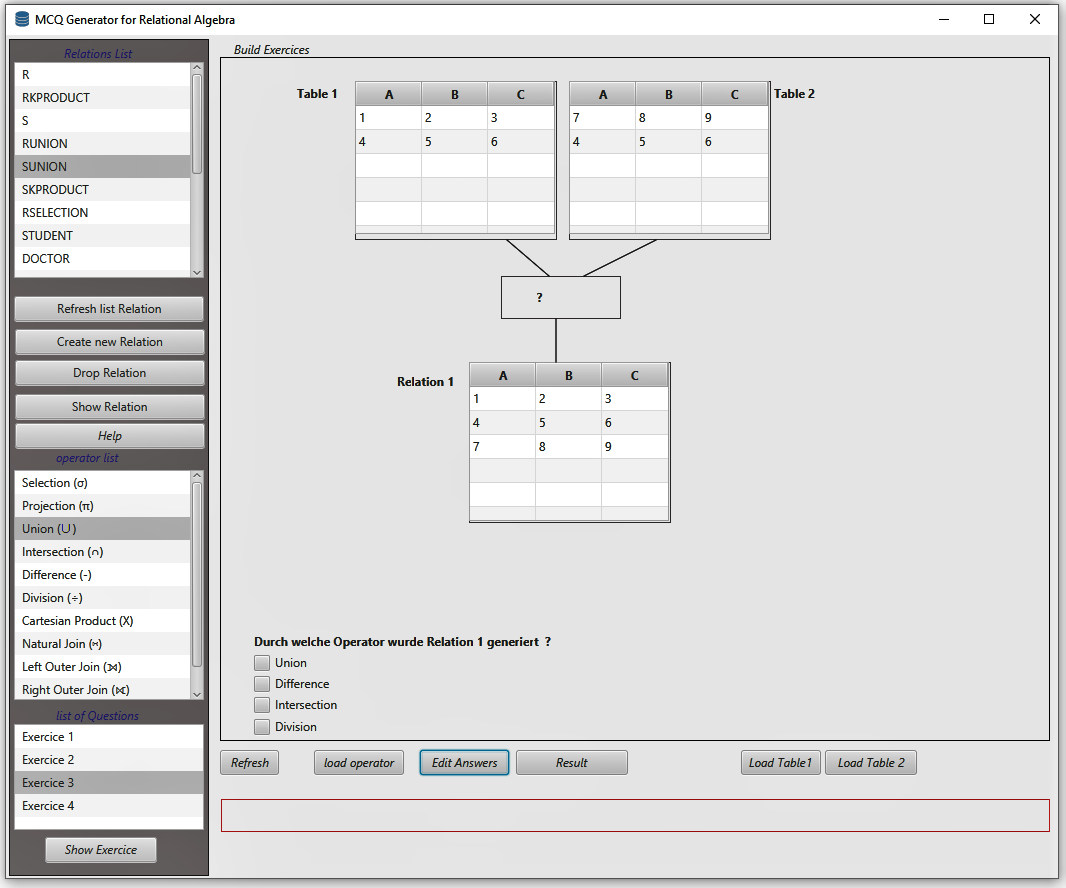 MCQ Generator for Relational Algebra
Relations List
R
RKPRODUCT
S
RUNION
SUNION
SKPRODUCT
RSELECTION
STUDENT
DOCTOR
Refresh list Relation
Create new Relation
Drop Relation
Show Relation
Help
operator list
Selection (σ)
Projection (π)
Union (U)
Intersection (∩)
Difference (-)
Division (÷)
Cartesian Product (X)
Natural Join (⋈)
Left Outer Join (⟕)
Right Outer Join (⟖)
list of Questions
Exercice 1
Exercice 2
Exercice 3
Exercice 4
Show Exercice
Build Exercices
Table 1
A B C
1 2 3
4 5 6
A B C
7 8 9
4 5 6
Table 2
?
Relation 1
A B C
1 2 3
4 5 6
7 8 9
Durch welche Operator wurde Relation 1 generiert ?
Union
Difference
Intersection
Division
Refresh
load operator
Edit Answers
Result
Load Table1
Load Table 2